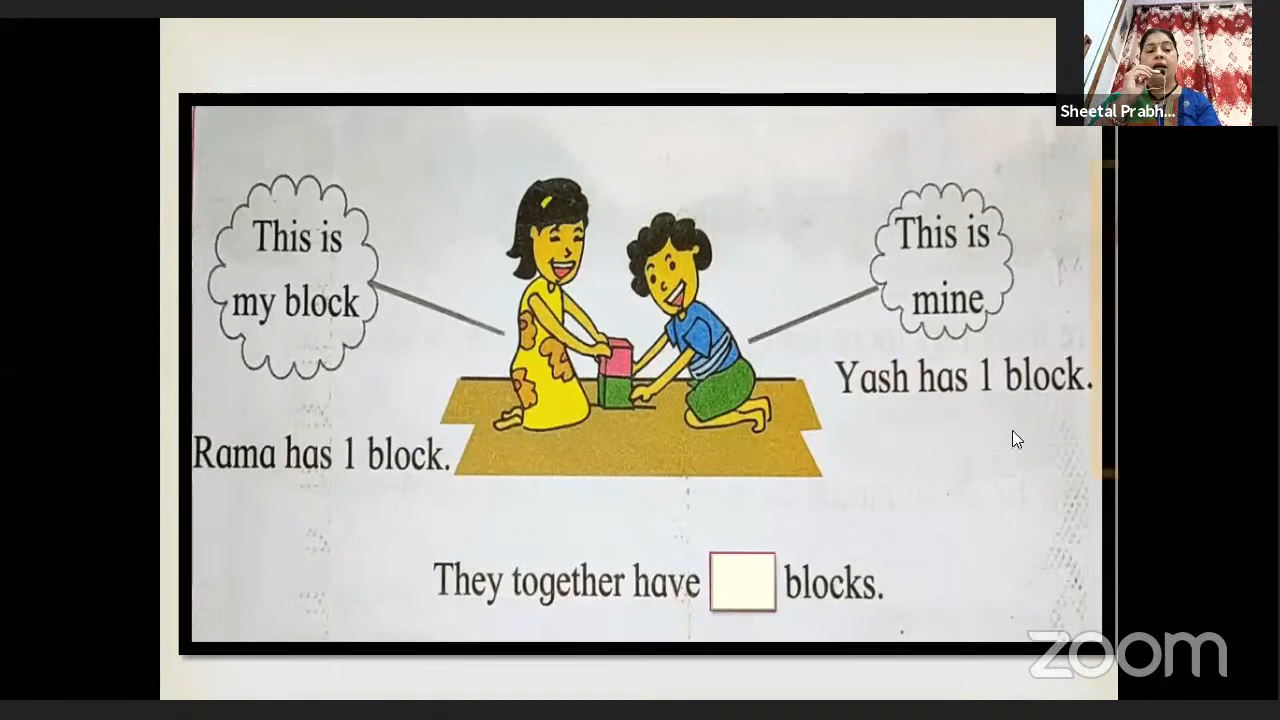 Sheetal Prabh...
This is
my block
This is
mine
Yash has 1 block.
Rama has 1 block.
They together have blocks.
zoom